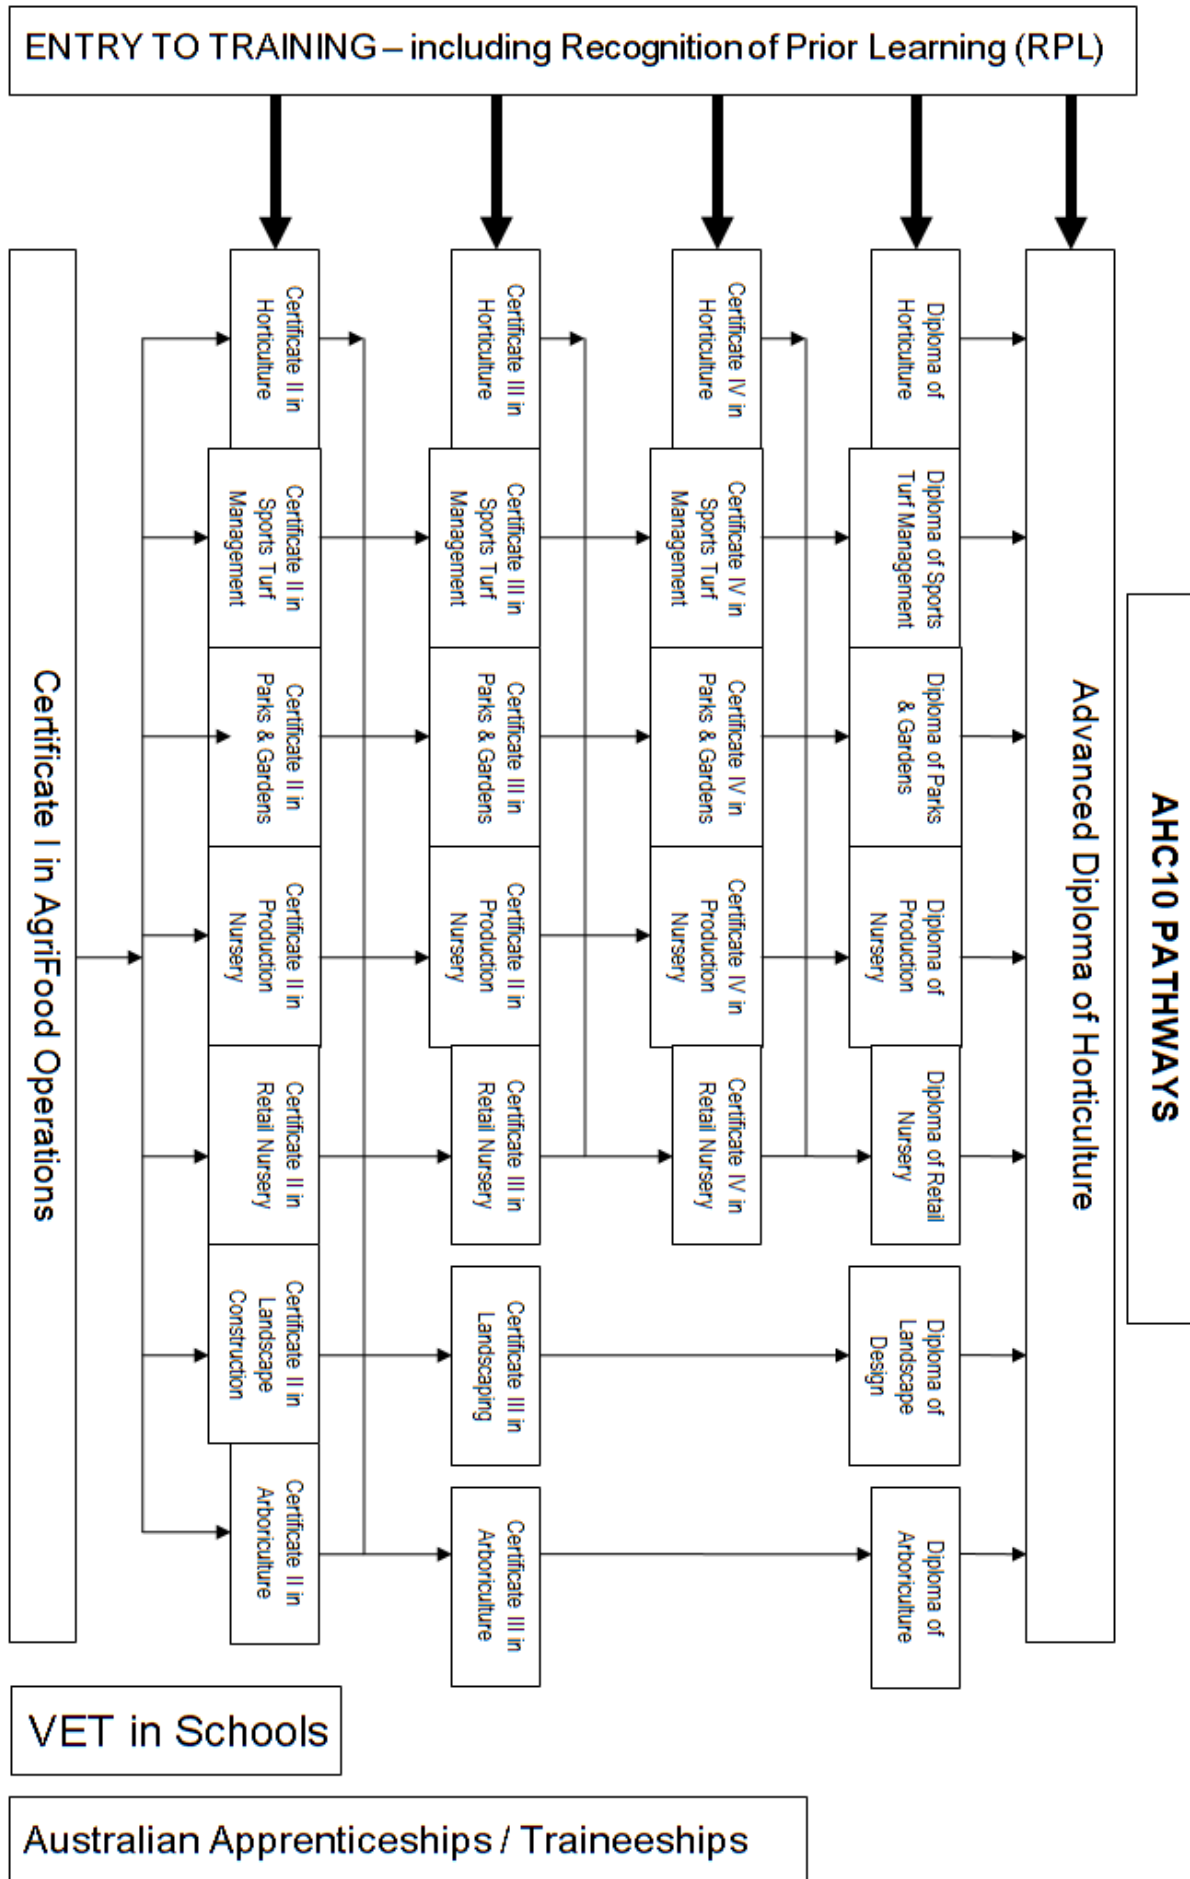 ENTRY TO TRAINING – including Recognition of Prior Learning (RPL)
AHC10 PATHWAYS
Advanced Diploma of Horticulture
Diploma of
Horticulture
Diploma of Sports
Turf Management
Diploma of Parks
& Gardens
Diploma of
Production
Nursery
Diploma of Retail
Nursery
Diploma of
Landscape
Design
Diploma of
Arboriculture
Certificate IV in
Horticulture
Certificate IV in
Sports Turf
Management
Certificate IV in
Parks & Gardens
Certificate IV in
Production
Nursery
Certificate IV in
Retail Nursery
Certificate III in
Horticulture
Certificate III in
Sports Turf
Management
Certificate III in
Parks & Gardens
Certificate II in
Production
Nursery
Certificate III in
Retail Nursery
Certificate III in
Landscaping
Certificate III in
Arboriculture
Certificate II in
Horticulture
Certificate II in
Sports Turf
Management
Certificate II in
Parks & Gardens
Certificate II in
Production
Nursery
Certificate II in
Retail Nursery
Certificate II in
Landscape
Construction
Certificate II in
Arboriculture
Certificate I in AgriFood Operations
VET in Schools
Australian Apprenticeships / Traineeships